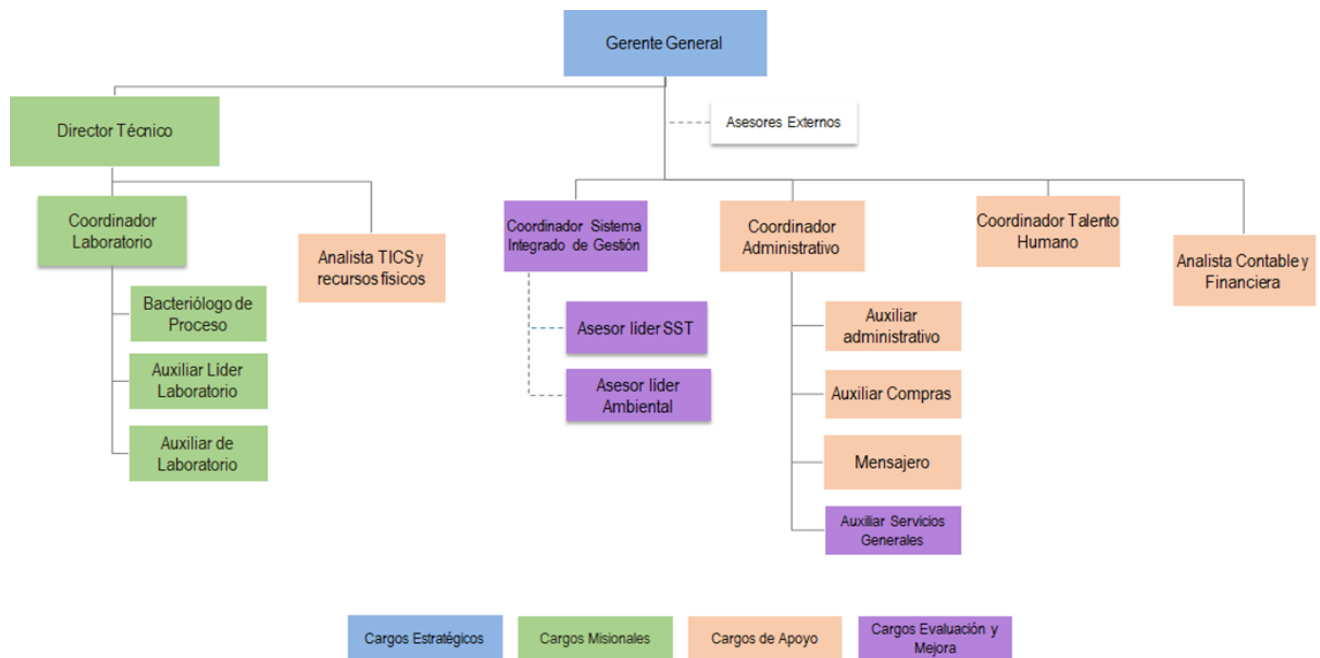 Gerente General
Asesores Externos
Director Técnico
Coordinador
Laboratorio
Analista TICS y
recursos físicos
Bacteriólogo de
Proceso
Auxiliar Líder
Laboratorio
Auxiliar de
Laboratorio
Coordinador Sistema
Integrado de Gestión
Asesor líder SST
Asesor líder
Ambiental
Coordinador
Administrativo
Auxiliar
administrativo
Auxiliar Compras
Mensajero
Auxiliar Servicios
Generales
Coordinador Talento
Humano
Analista Contable y
Financiera
Cargos Estratégicos
Cargos Misionales
Cargos de Apoyo
Cargos Evaluación y
Mejora